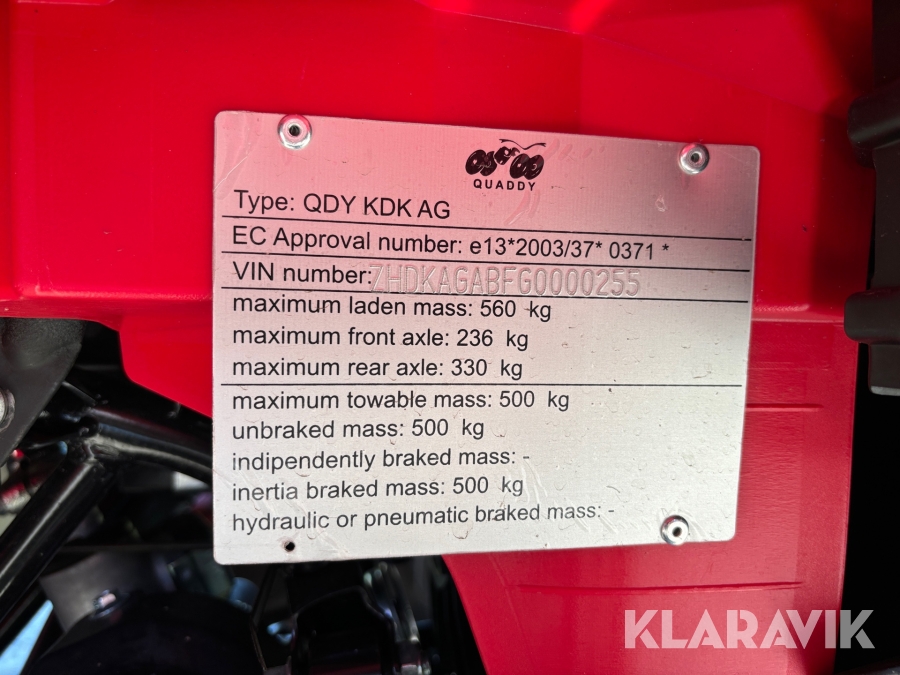 QUADDY
Type: QDY KDK AG
EC Approval number: e13*2003/37* 0371 *
VIN number: ZHDKAGABFG0000255
maximum laden mass: 560 kg
maximum front axle: 236 kg
maximum rear axle: 330 kg
maximum towable mass: 500 kg
unbraked mass: 500 kg
indipendently braked mass: -
inertia braked mass: 500 kg
hydraulic or pneumatic braked mass: -
KLARAVIK